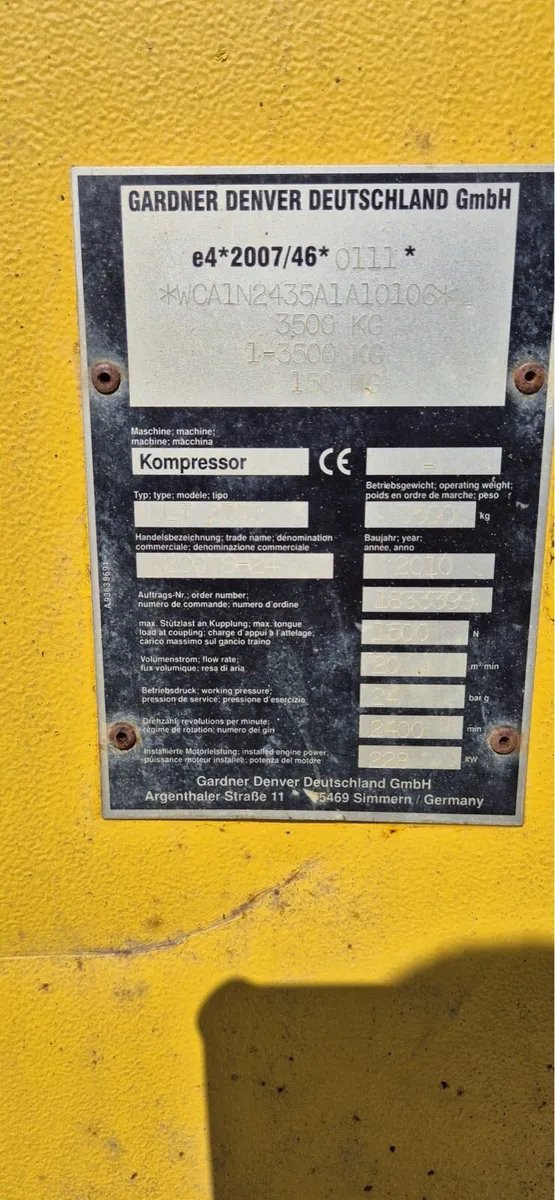 GARDNER DENVER DEUTSCHLAND GmbH
e4*2007/46* 0111 *
*WCA1N2435A1A10106*
3500 KG
1-3500 KG
150 KG
Maschine; machine;
machine; macchina
Kompressor CE -
Typ; type; modèle; tipo
Betriebsgewicht; operating weight;
poids en ordre de marche; peso
kg
Handelsbezeichnung; trade name; dénomination
commerciale; denominazione commerciale
Baujahr; year;
année, anno
2010
Auftrags-Nr.; order number;
numero de commande; numero d'ordine
max. Stützlast an Kupplung; max. tongue
load at coupling; charge d'appui à l'attelage;
carico massimo sul gancio traino
1500 N
Volumenstrom; flow rate;
fux volumique; resa di aria
m³/min
Betriebsdruck; working pressure;
pression de service; pressione d'esercizio
24 bar g
Drehzahl; revolutions per minute;
régime de rotation; numero dei giri
min
Installierte Motorleistung; installed engine power;
puissance moteur installée; potenza del motore
kW
Gardner Denver Deutschland GmbH
Argenthaler Straße 11 55469 Simmern / Germany